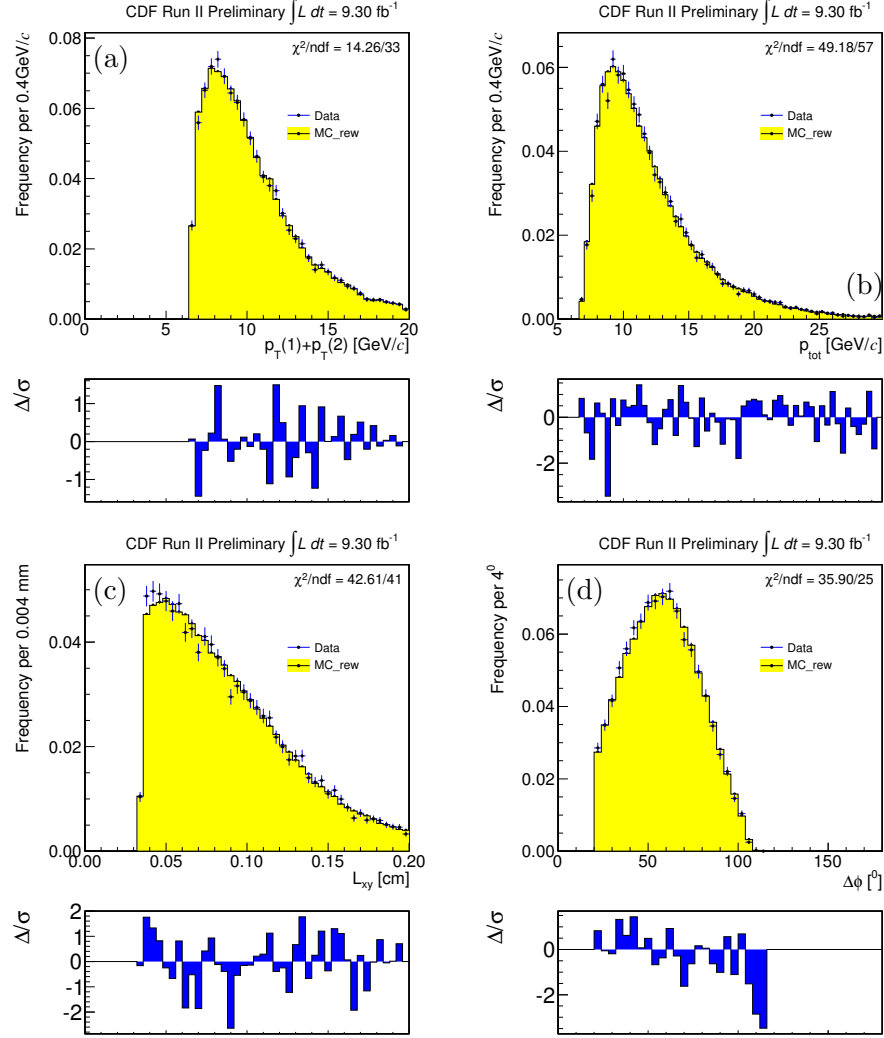 CDF Run II Preliminary ∫L dt = 9.30 fb⁻¹
(a)
χ²/ndf = 14.26/33
Data
MC_rew
Frequency per 0.4GeV/c
0.08
0.06
0.04
0.02
0.00
0 5 10 15 20
p_T(1)+p_T(2) [GeV/c]
Δ/σ
1
0
-1
CDF Run II Preliminary ∫L dt = 9.30 fb⁻¹
χ²/ndf = 49.18/57
Data
MC_rew
(b)
Frequency per 0.4GeV/c
0.06
0.04
0.02
0.00
5 10 15 20 25
p_tot [GeV/c]
Δ/σ
0
-2
CDF Run II Preliminary ∫L dt = 9.30 fb⁻¹
(c)
χ²/ndf = 42.61/41
Data
MC_rew
Frequency per 0.004 mm
0.04
0.02
0.00
0.00 0.05 0.10 0.15 0.20
L_xy [cm]
Δ/σ
2
1
0
-1
-2
CDF Run II Preliminary ∫L dt = 9.30 fb⁻¹
(d)
χ²/ndf = 35.90/25
Data
MC_rew
Frequency per 4⁰
0.06
0.04
0.02
0.00
0 50 100 150
Δϕ [⁰]
Δ/σ
0
-2